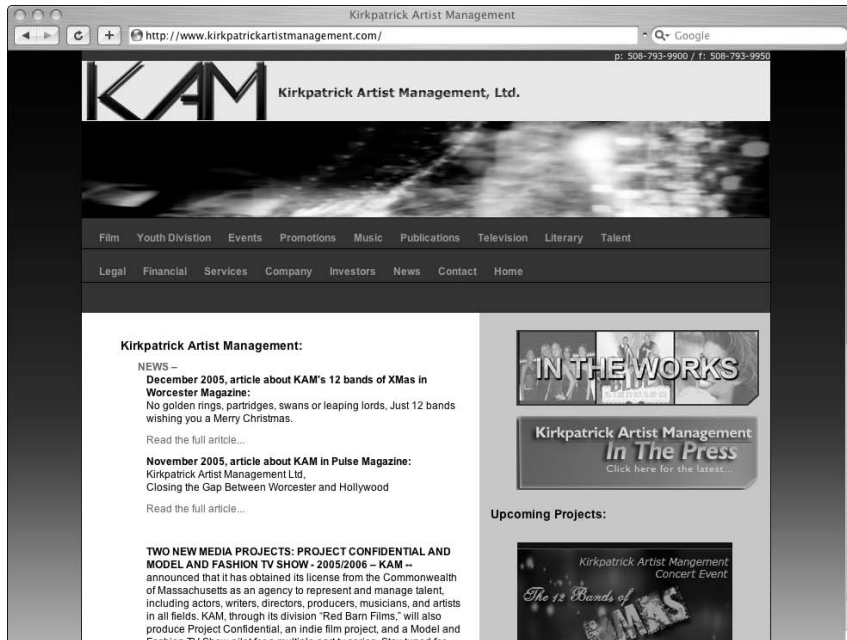 Kirkpatrick Artist Management
http://www.kirkpatrickartistmanagement.com/
Google
p: 508-793-9900 / f: 508-793-9950
KAM
Kirkpatrick Artist Management, Ltd.
Film Youth Divistion Events Promotions Music Publications Television Literary Talent
Legal Financial Services Company Investors News Contact Home
Kirkpatrick Artist Management:
NEWS –
December 2005, article about KAM's 12 bands of XMas in
Worcester Magazine:
No golden rings, partridges, swans or leaping lords, Just 12 bands
wishing you a Merry Christmas.
Read the full aritcle...
November 2005, article about KAM in Pulse Magazine:
Kirkpatrick Artist Management Ltd,
Closing the Gap Between Worcester and Hollywood
Read the full article...
TWO NEW MEDIA PROJECTS: PROJECT CONFIDENTIAL AND
MODEL AND FASHION TV SHOW - 2005/2006 – KAM --
announced that it has obtained its license from the Commonwealth
of Massachusetts as an agency to represent and manage talent,
including actors, writers, directors, producers, musicians, and artists
in all fields. KAM, through its division "Red Barn Films," will also
produce Project Confidential, an indie film project, and a Model and
IN THE WORKS
Kirkpatrick Artist Management
In The Press
Click here for the latest...
Upcoming Projects:
Kirkpatrick Artist Mangement
Concert Event
The 12 Bands of
XMAS